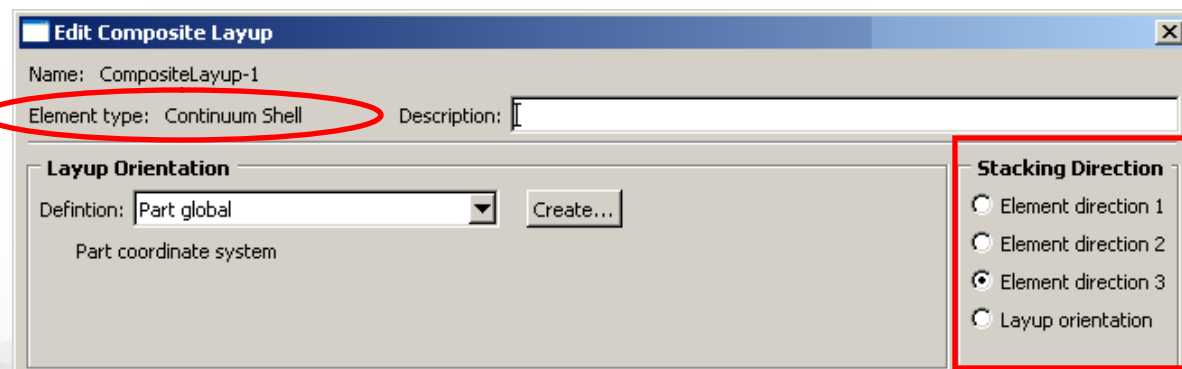 Edit Composite Layup
Name: CompositeLayup-1
Element type: Continuum Shell Description:
Layup Orientation
Defintion: Part global Create...
Part coordinate system
Stacking Direction
Element direction 1
Element direction 2
Element direction 3
Layup orientation